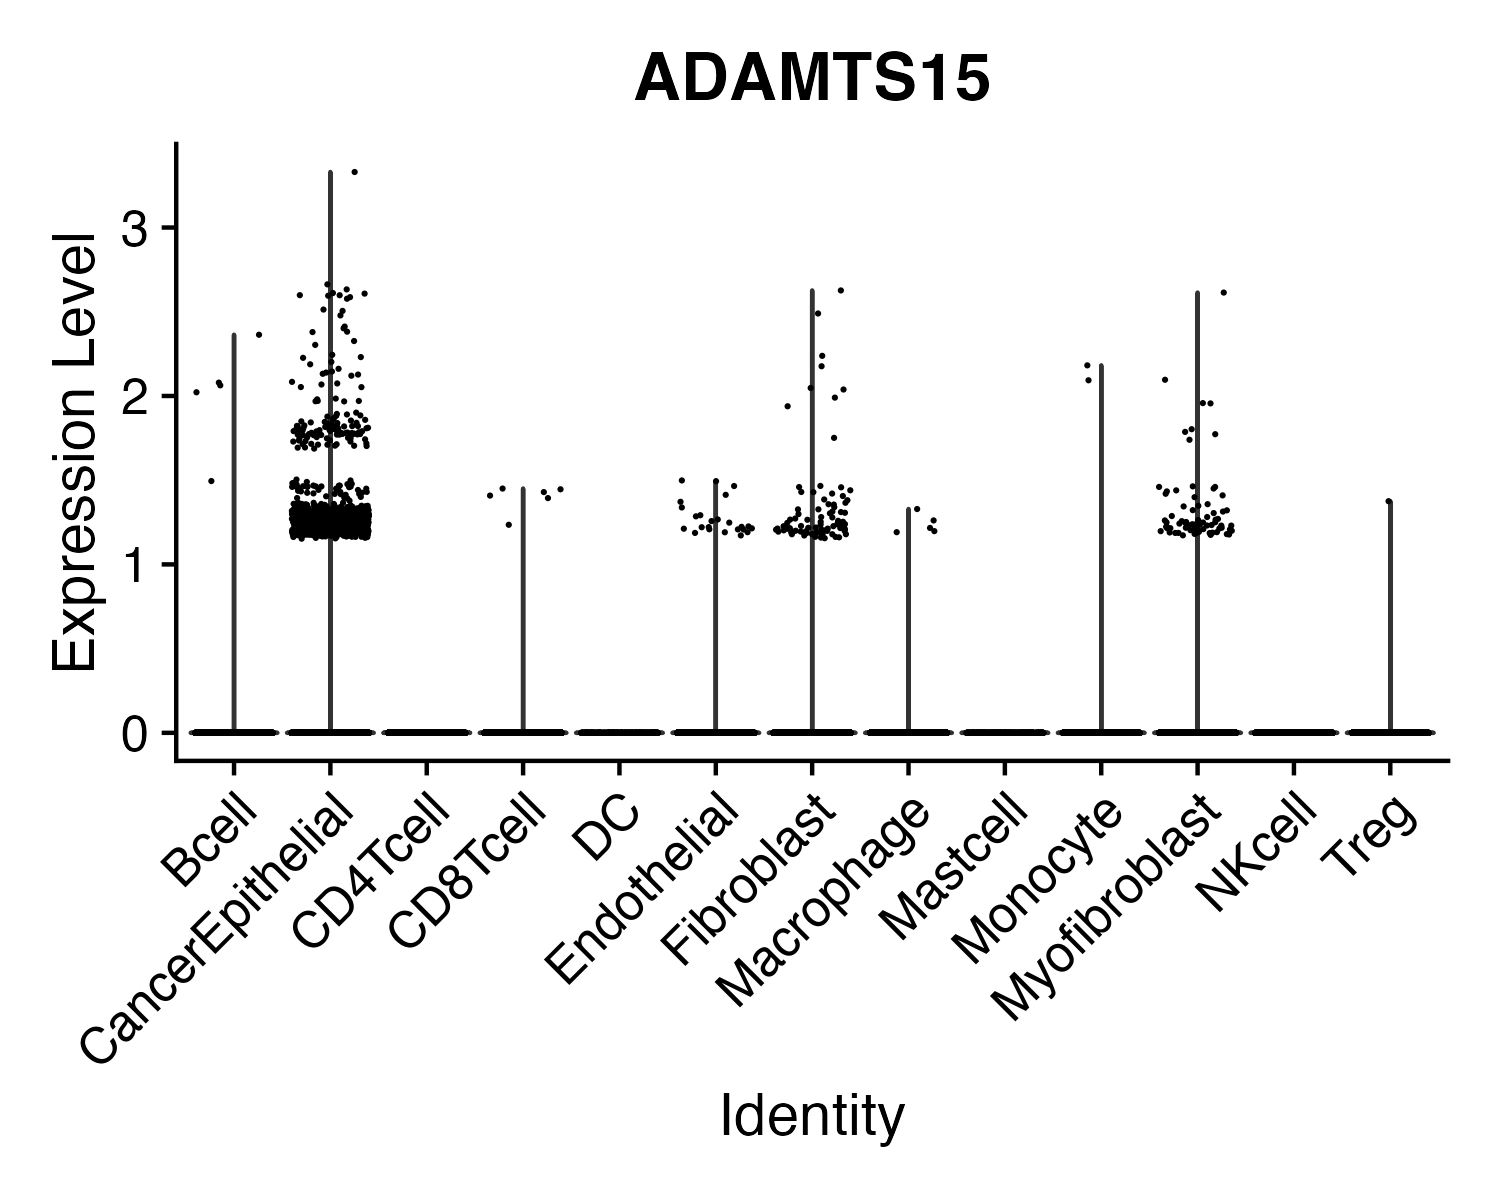 ADAMTS15
Expression Level
3
2
1
0
Bcell
CancerEpithelial
CD4Tcell
CD8Tcell
DC
Endothelial
Fibroblast
Macrophage
Mastcell
Monocyte
Myofibroblast
NKcell
Treg
Identity